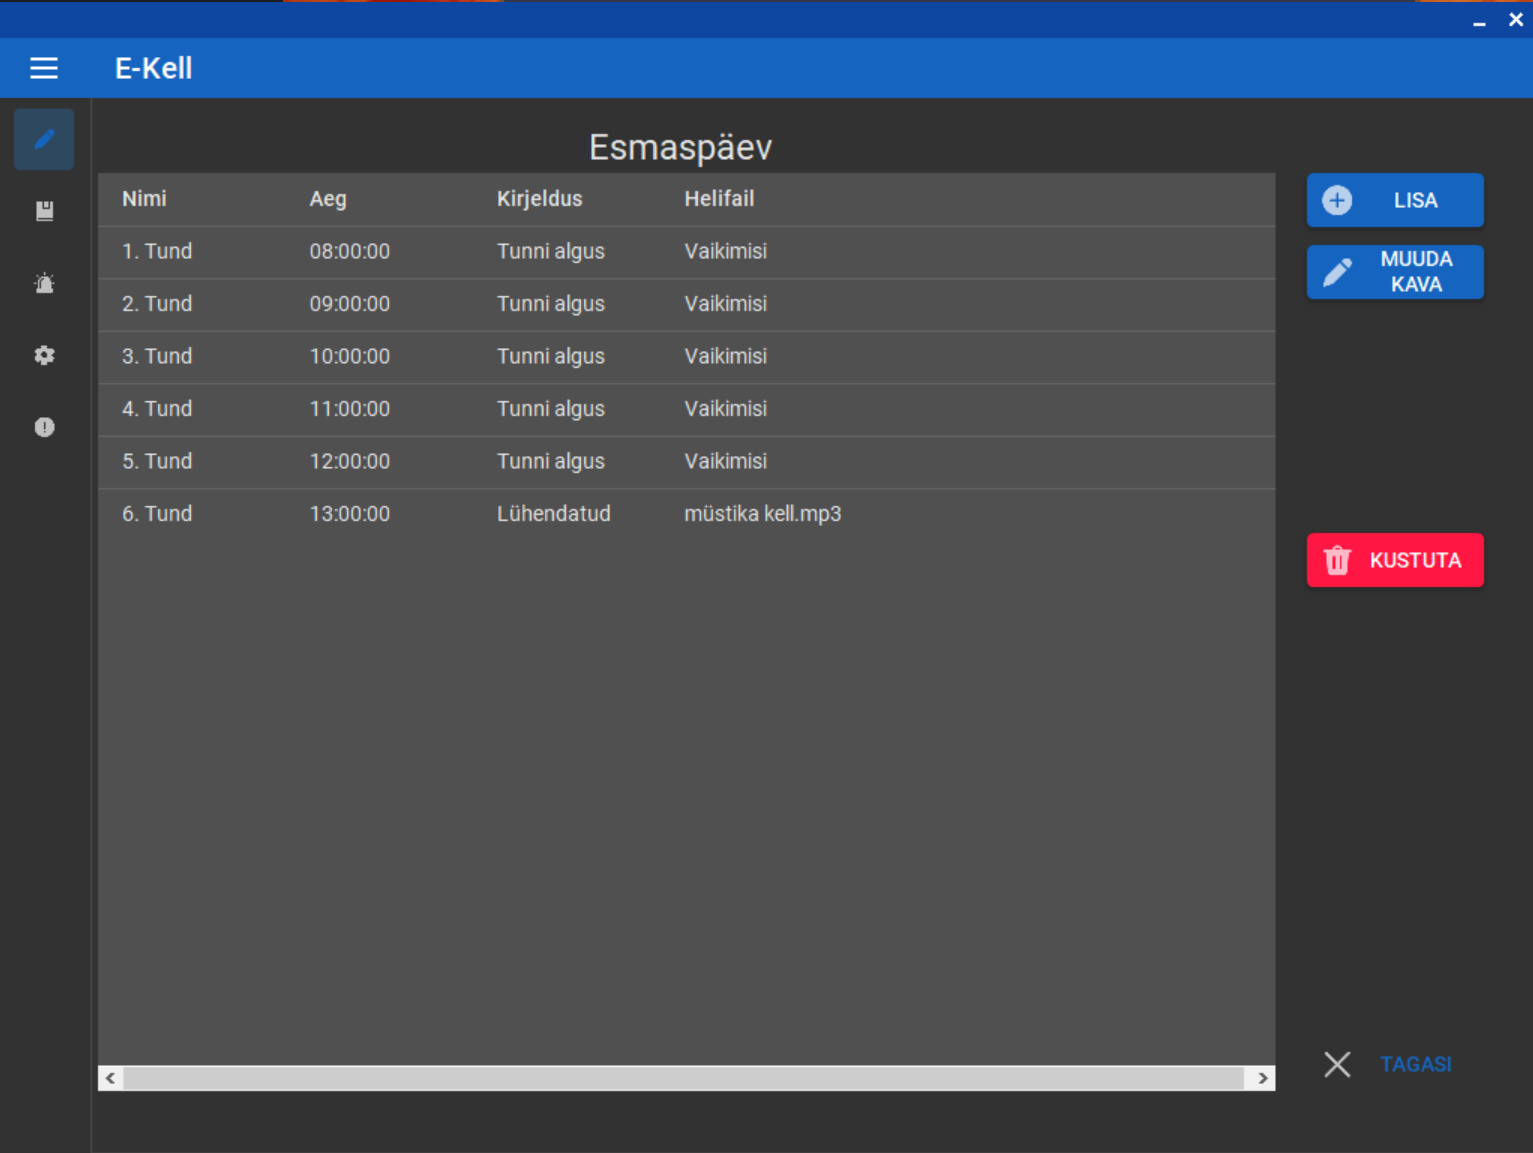 E-Kell
Esmaspäev
Nimi Aeg Kirjeldus Helifail
1. Tund 08:00:00 Tunni algus Vaikimisi
2. Tund 09:00:00 Tunni algus Vaikimisi
3. Tund 10:00:00 Tunni algus Vaikimisi
4. Tund 11:00:00 Tunni algus Vaikimisi
5. Tund 12:00:00 Tunni algus Vaikimisi
6. Tund 13:00:00 Lühendatud müstika kell.mp3
LISA
MUUDA
KAVA
KUSTUTA
TAGASI